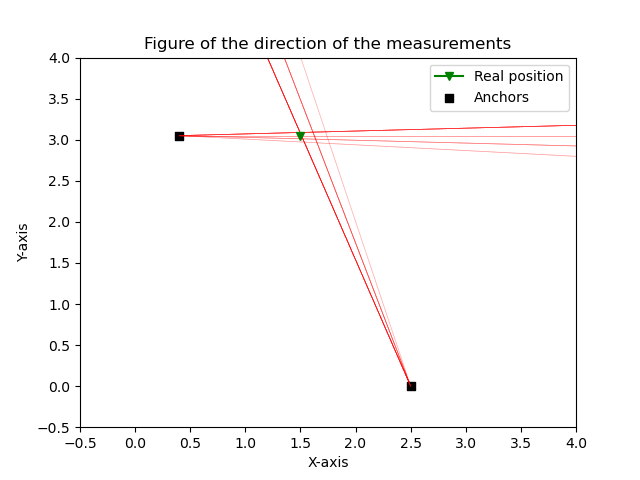 Figure of the direction of the measurements
Real position
Anchors
Y-axis
4.0
3.5
3.0
2.5
2.0
1.5
1.0
0.5
0.0
−0.5
−0.5 0.0 0.5 1.0 1.5 2.0 2.5 3.0 3.5 4.0
X-axis